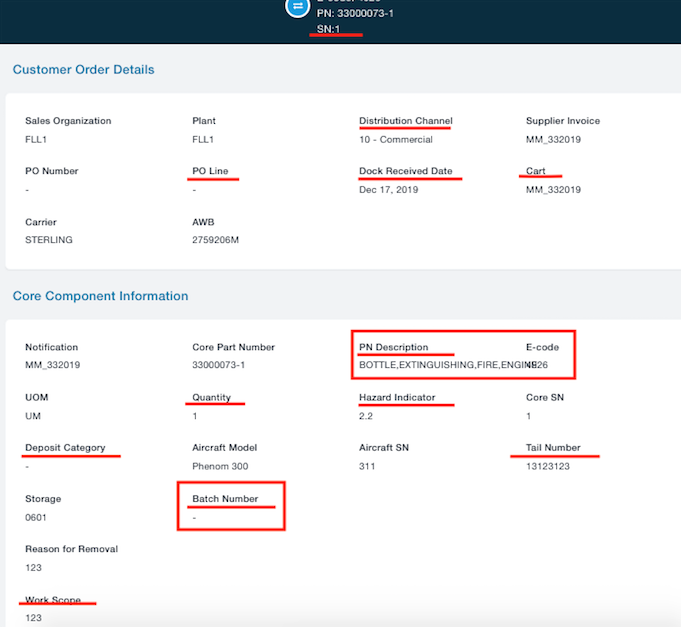 PN: 33000073-1
SN:1
Customer Order Details
Sales Organization Plant Distribution Channel Supplier Invoice
FLL1 FLL1 10 - Commercial MM_332019
PO Number PO Line Dock Received Date Cart
- - Dec 17, 2019 MM_332019
Carrier AWB
STERLING 2759206M
Core Component Information
Notification Core Part Number PN Description E-code
MM_332019 33000073-1 BOTTLE,EXTINGUISHING,FIRE,ENGINE
UOM Quantity Hazard Indicator Core SN
UM 1 2.2 1
Deposit Category Aircraft Model Aircraft SN Tail Number
- Phenom 300 311 13123123
Storage Batch Number
0601 -
Reason for Removal
123
Work Scope
123